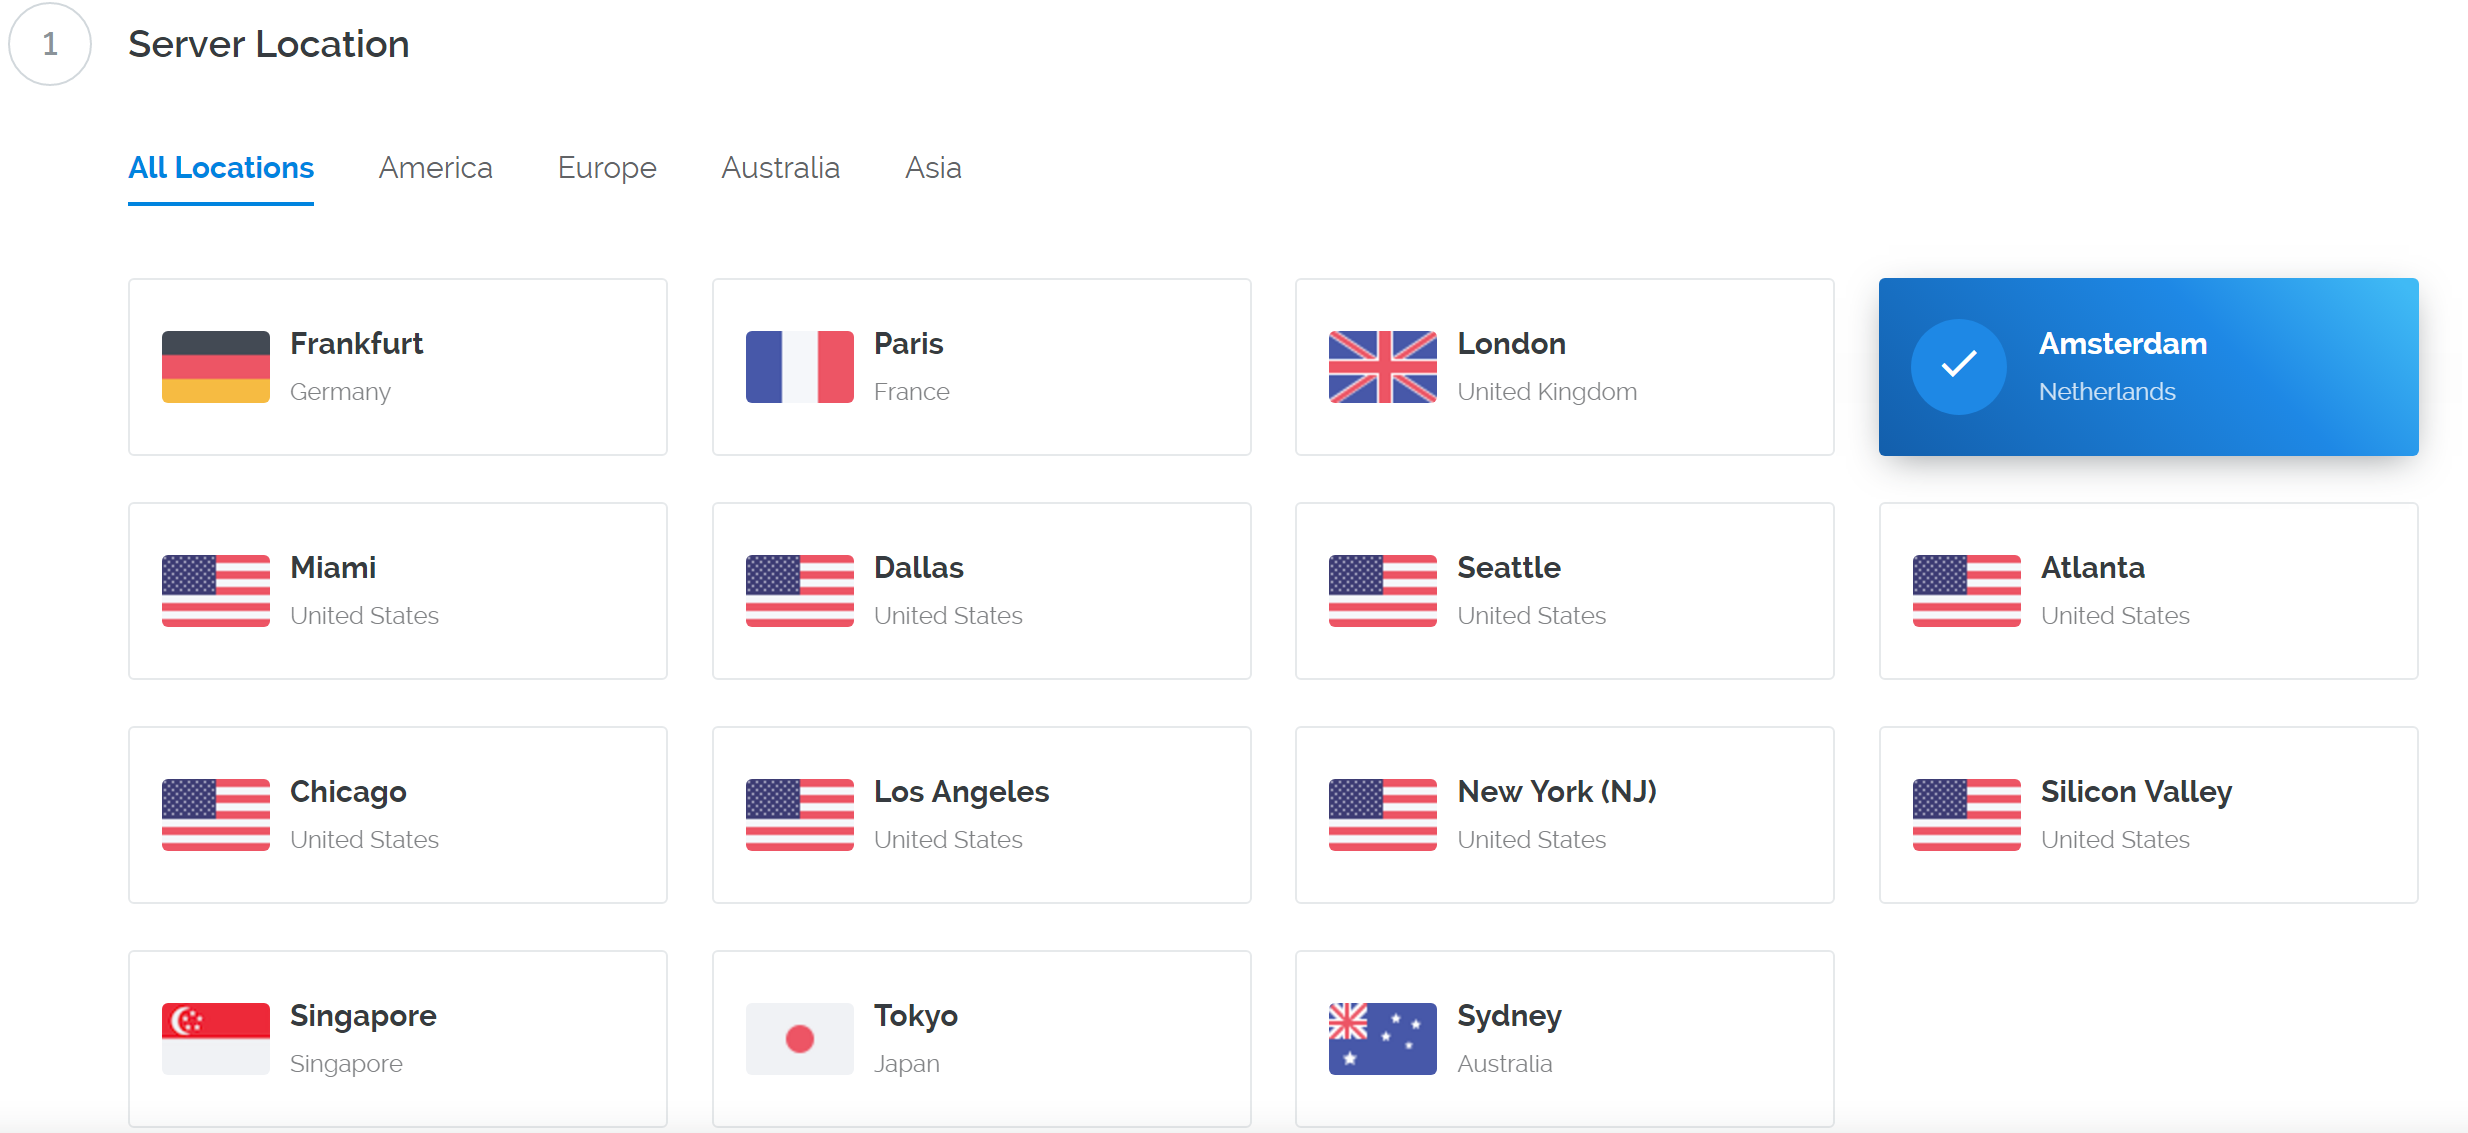 1
Server Location
All Locations America Europe Australia Asia
Frankfurt
Germany
Paris
France
London
United Kingdom
Amsterdam
Netherlands
Miami
United States
Dallas
United States
Seattle
United States
Atlanta
United States
Chicago
United States
Los Angeles
United States
New York (NJ)
United States
Silicon Valley
United States
Singapore
Singapore
Tokyo
Japan
Sydney
Australia